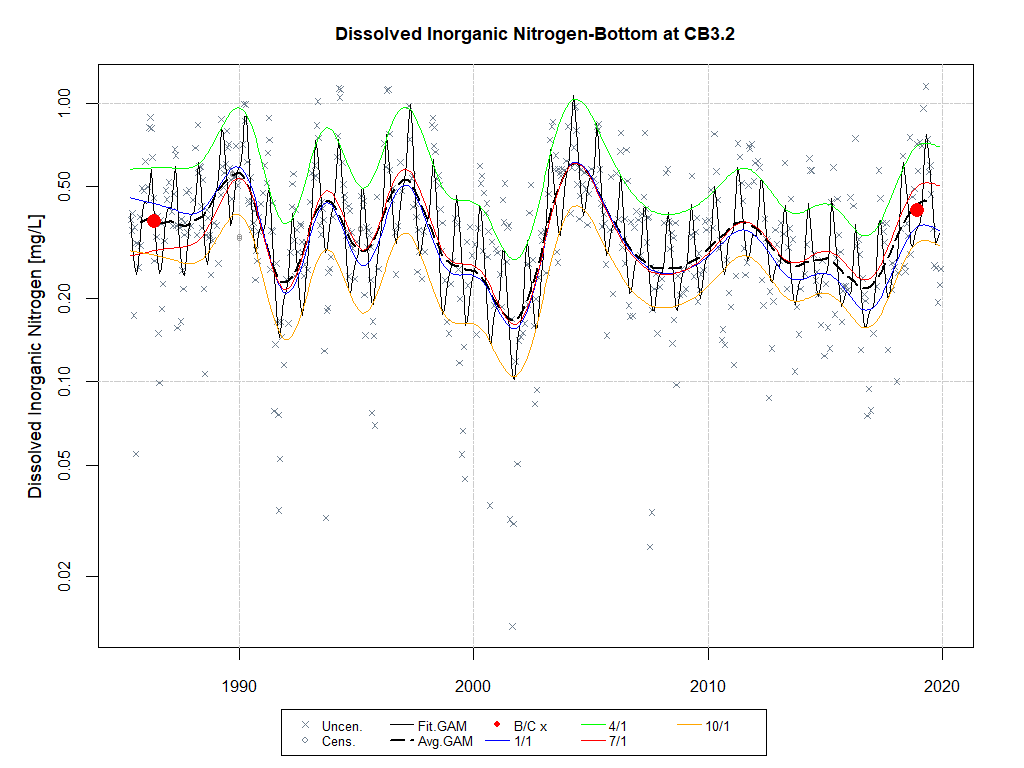 Dissolved Inorganic Nitrogen-Bottom at CB3.2
Dissolved Inorganic Nitrogen [mg/L]
1.00
0.50
0.20
0.10
0.05
0.02
1990 2000 2010 2020
Uncen. Fit.GAM B/C x 4/1 10/1
Cens. Avg.GAM 1/1 7/1